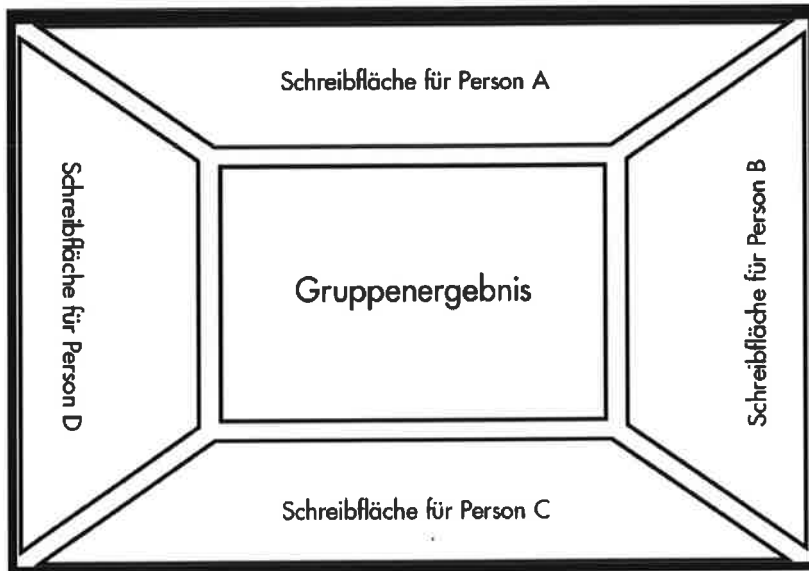 Schreibfläche für Person A
Schreibfläche für Person D
Gruppenergebnis
Schreibfläche für Person B
Schreibfläche für Person C